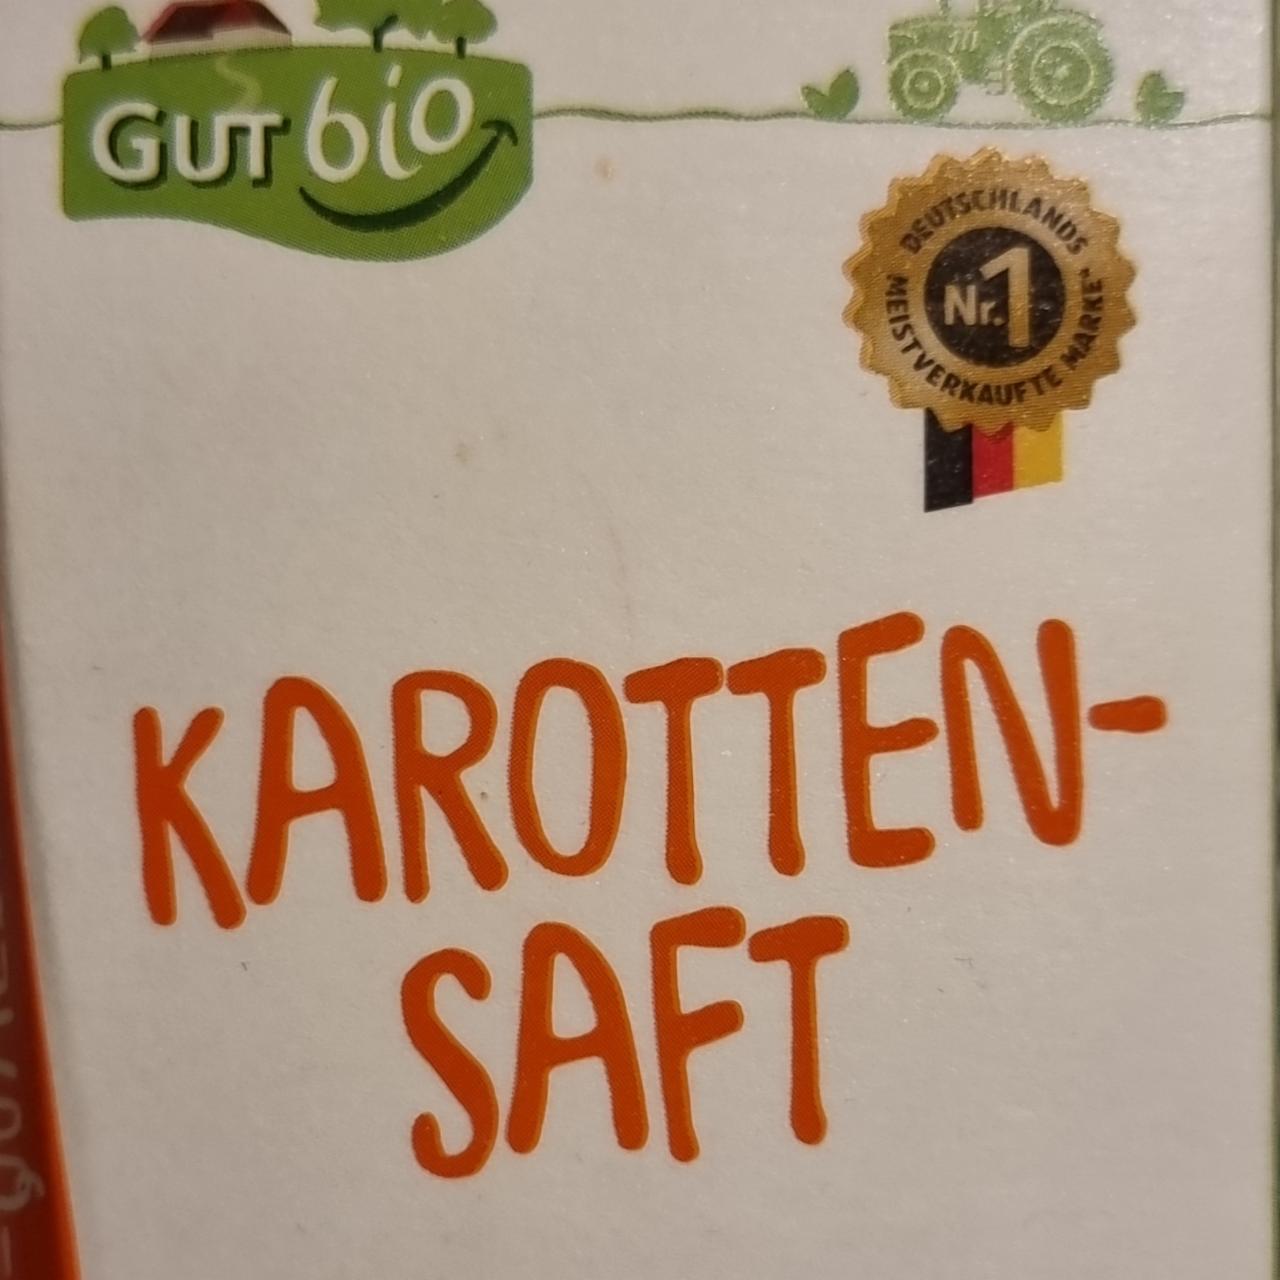 GUT bio
DEUTSCHLANDS
Nr.1
MEISTVERKAUFTE MARKE*
KAROTTEN-
SAFT